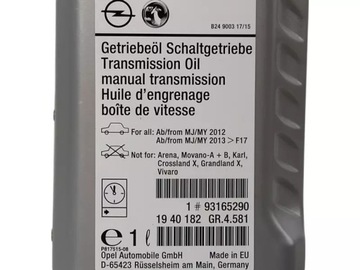 B24 9003 17/15
Getriebeöl Schaltgetriebe
Transmission Oil
manual transmission
Huile d'engrenage
boîte de vitesse
For all: Ab/from MJ/MY 2012
Ab/from MJ/MY 2013 > F17
Not for: Arena, Movano-A + B, Karl,
Crossland X, Grandland X,
Vivaro
1 # 93165290
19 40 182 GR.4.581
e 1 l
P817515-08
Opel Automobile GmbH Made in EU
D-65423 Rüsselsheim am Main, Germany